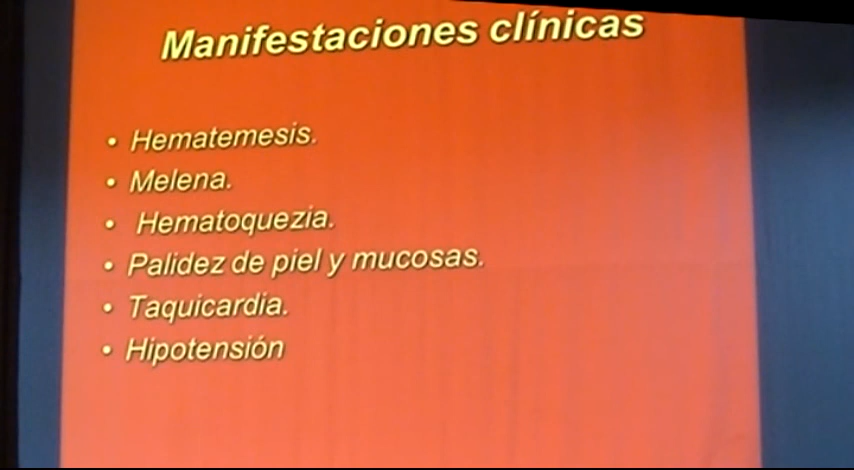 Manifestaciones clínicas
• Hematemesis.
• Melena.
• Hematoquezia.
• Palidez de piel y mucosas.
• Taquicardia.
• Hipotensión